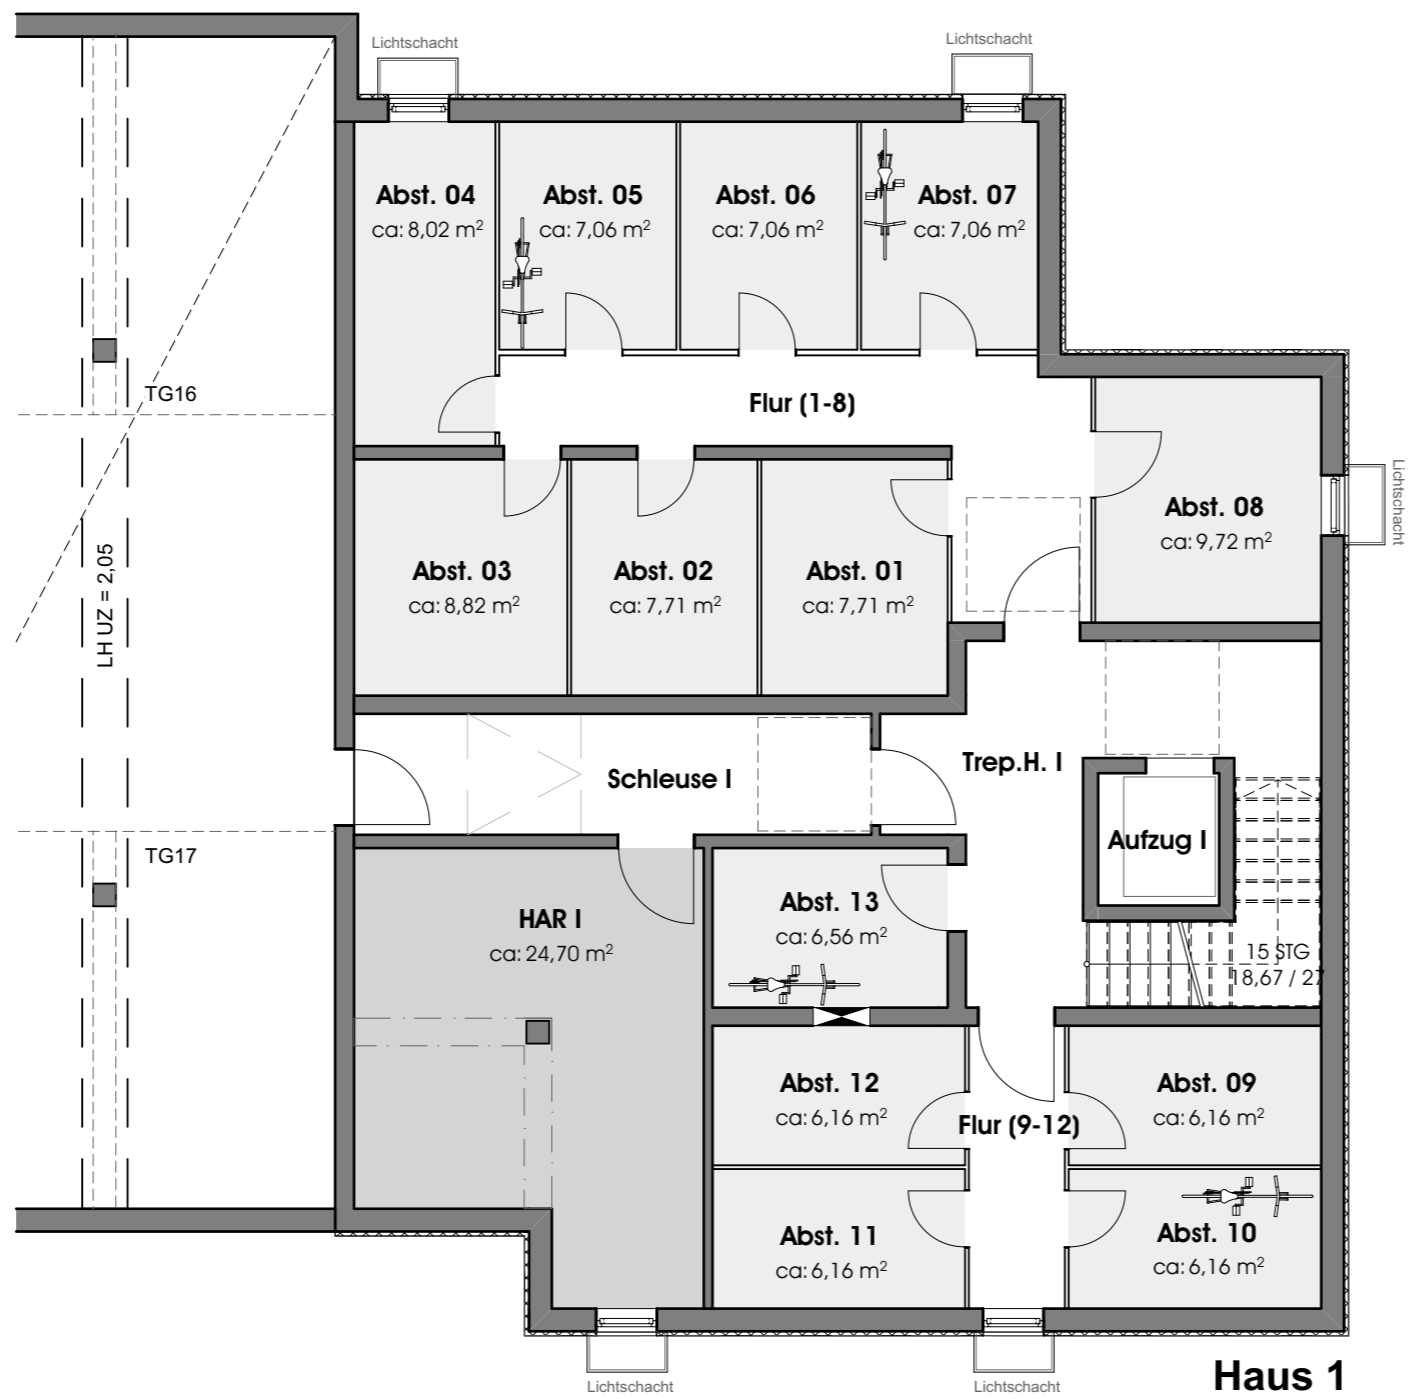 Lichtschacht
Lichtschacht
Abst. 04
ca: 8,02 m²
Abst. 05
ca: 7,06 m²
Abst. 06
ca: 7,06 m²
Abst. 07
ca: 7,06 m²
TG16
Flur (1-8)
Abst. 08
ca: 9,72 m²
Lichtschacht
LH UZ = 2,05
Abst. 03
ca: 8,82 m²
Abst. 02
ca: 7,71 m²
Abst. 01
ca: 7,71 m²
Schleuse I
Trep.H. I
Aufzug I
TG17
HAR I
ca: 24,70 m²
Abst. 13
ca: 6,56 m²
15 STG
18,67 / 27
Abst. 12
ca: 6,16 m²
Flur (9-12)
Abst. 09
ca: 6,16 m²
Abst. 11
ca: 6,16 m²
Abst. 10
ca: 6,16 m²
Lichtschacht
Lichtschacht
Haus 1